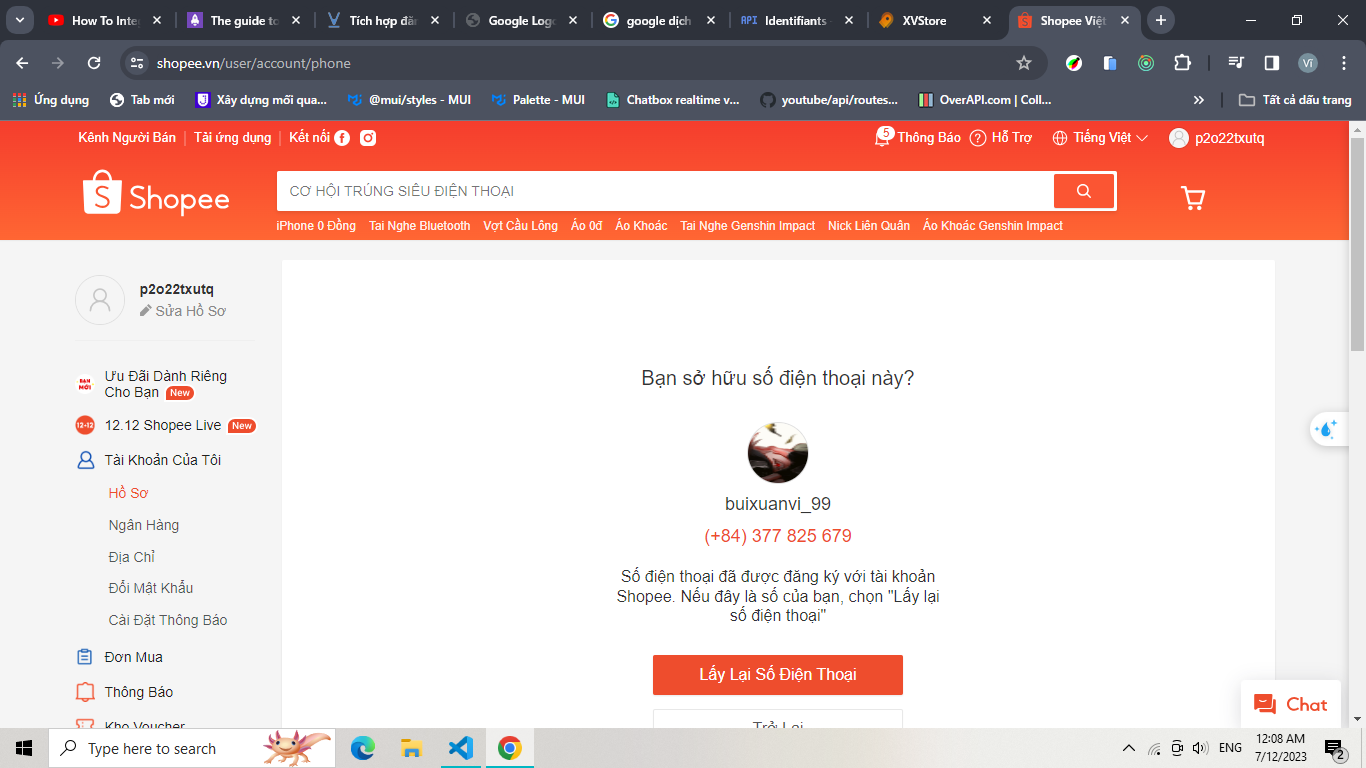 How To Inte
The guide to
Tích hợp đăn
Google Logo
google dịch
API
Identifiants
XVStore
Shopee Việt
shopee.vn/user/account/phone
Vĩ
Ứng dụng
Tab mới
Xây dựng mối qua...
@mui/styles - MUI
Palette - MUI
Chatbox realtime v...
youtube/api/routes...
OverAPI.com | Coll...
Tất cả dấu trang
Kênh Người Bán
Tải ứng dụng
Kết nối
5
Thông Báo
Hỗ Trợ
Tiếng Việt
p2o22txutq
Shopee
CƠ HỘI TRÚNG SIÊU ĐIỆN THOẠI
iPhone 0 Đồng
Tai Nghe Bluetooth
Vợt Cầu Lông
Áo 0đ
Áo Khoác
Tai Nghe Genshin Impact
Nick Liên Quân
Áo Khoác Genshin Impact
p2o22txutq
Sửa Hồ Sơ
BẠN MỚI
Ưu Đãi Dành Riêng
Cho Bạn New
12.12
12.12 Shopee Live New
Tài Khoản Của Tôi
Hồ Sơ
Ngân Hàng
Địa Chỉ
Đổi Mật Khẩu
Cài Đặt Thông Báo
Đơn Mua
Thông Báo
Kho Voucher
Bạn sở hữu số điện thoại này?
buixuanvi_99
(+84) 377 825 679
Số điện thoại đã được đăng ký với tài khoản
Shopee. Nếu đây là số của bạn, chọn "Lấy lại
số điện thoại"
Lấy Lại Số Điện Thoại
Trở Lại
Chat
Type here to search
ENG
12:08 AM
7/12/2023
2